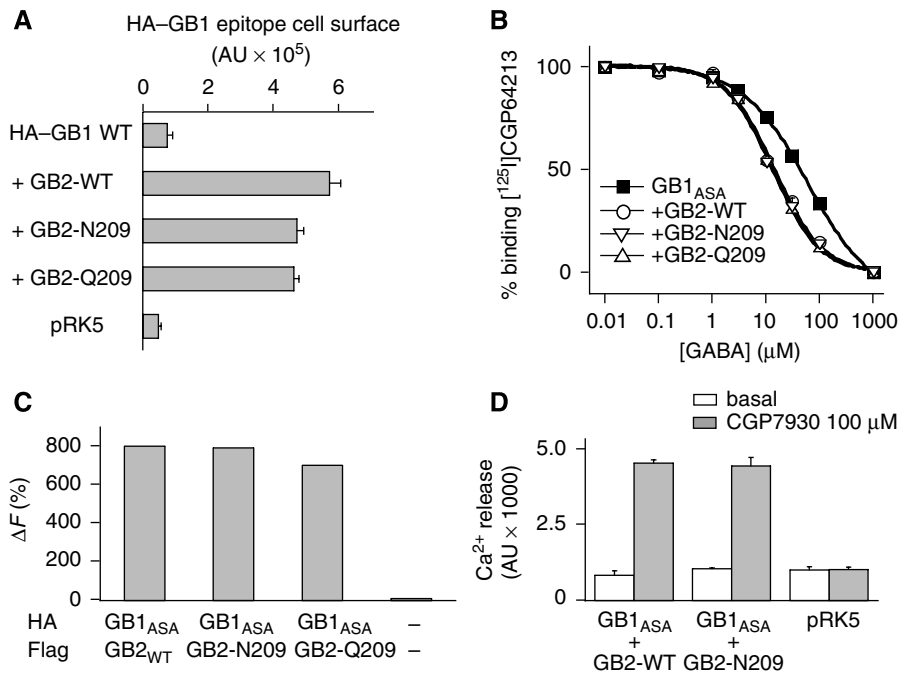 A
HA–GB1 epitope cell surface
(AU × 10⁵)
0 2 4 6
HA–GB1 WT
+ GB2-WT
+ GB2-N209
+ GB2-Q209
pRK5
B
% binding [¹²⁵I]CGP64213
100
50
0
GB1ASA
+GB2-WT
+GB2-N209
+GB2-Q209
0.01 0.1 1 10 100 1000
[GABA] (μM)
C
ΔF (%)
800
600
400
200
0
HA GB1ASA GB1ASA GB1ASA –
Flag GB2WT GB2-N209 GB2-Q209 –
D
basal
CGP7930 100 μM
Ca²⁺ release
(AU × 1000)
5.0
2.5
0
GB1ASA GB1ASA pRK5
+ +
GB2-WT GB2-N209